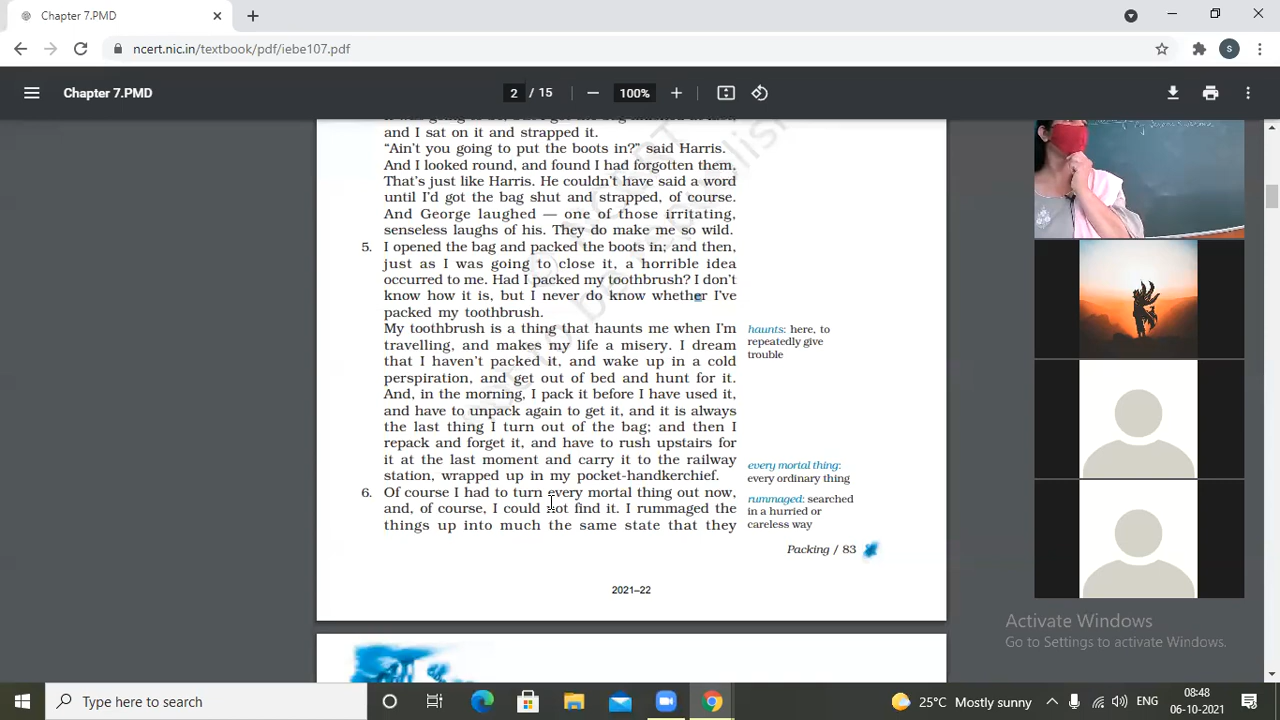 Chapter 7.PMD
ncert.nic.in/textbook/pdf/iebe107.pdf
S
Chapter 7.PMD
2 / 15
100%
and I sat on it and strapped it.
“Ain’t you going to put the boots in?” said Harris.
And I looked round, and found I had forgotten them.
That’s just like Harris. He couldn’t have said a word
until I’d got the bag shut and strapped, of course.
And George laughed — one of those irritating,
senseless laughs of his. They do make me so wild.
5. I opened the bag and packed the boots in; and then,
just as I was going to close it, a horrible idea
occurred to me. Had I packed my toothbrush? I don’t
know how it is, but I never do know whether I’ve
packed my toothbrush.
My toothbrush is a thing that haunts me when I’m
travelling, and makes my life a misery. I dream
that I haven’t packed it, and wake up in a cold
perspiration, and get out of bed and hunt for it.
And, in the morning, I pack it before I have used it,
and have to unpack again to get it, and it is always
the last thing I turn out of the bag; and then I
repack and forget it, and have to rush upstairs for
it at the last moment and carry it to the railway
station, wrapped up in my pocket-handkerchief.
6. Of course I had to turn every mortal thing out now,
and, of course, I could not find it. I rummaged the
things up into much the same state that they
haunts: here, to
repeatedly give
trouble
every mortal thing:
every ordinary thing
rummaged: searched
in a hurried or
careless way
Packing / 83
2021–22
Activate Windows
Go to Settings to activate Windows.
Type here to search
25°C Mostly sunny
ENG
08:48
06-10-2021